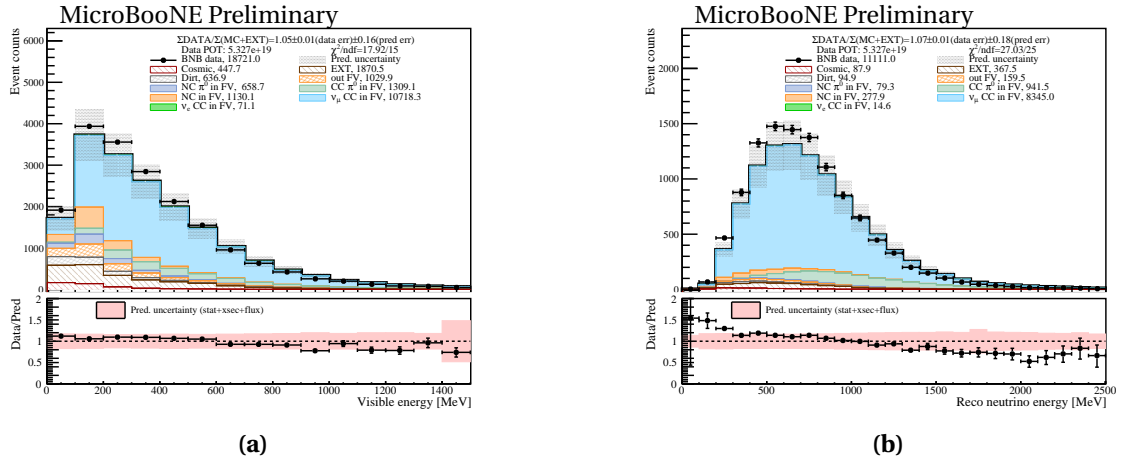 MicroBooNE Preliminary
ΣDATA/Σ(MC+EXT)=1.05±0.01(data err)±0.16(pred err)
Data POT: 5.327e+19 χ²/ndf=17.92/15
BNB data, 18721.0 Pred. uncertainty
Cosmic, 447.7 EXT, 1870.5
Dirt, 636.9 out FV, 1029.9
NC π⁰ in FV, 658.7 CC π⁰ in FV, 1309.1
NC in FV, 1130.1 νμ CC in FV, 10718.3
νe CC in FV, 71.1
Event counts
6000
5000
4000
3000
2000
1000
0
Pred. uncertainty (stat+xsec+flux)
Data/Pred
2
1.5
1
0.5
0
0 200 400 600 800 1000 1200 1400
Visible energy [MeV]
(a)
MicroBooNE Preliminary
ΣDATA/Σ(MC+EXT)=1.07±0.01(data err)±0.18(pred err)
Data POT: 5.327e+19 χ²/ndf=27.03/25
BNB data, 11111.0 Pred. uncertainty
Cosmic, 87.9 EXT, 367.5
Dirt, 94.9 out FV, 159.5
NC π⁰ in FV, 79.3 CC π⁰ in FV, 941.5
NC in FV, 277.9 νμ CC in FV, 8345.0
νe CC in FV, 14.6
Event counts
2000
1500
1000
500
0
Pred. uncertainty (stat+xsec+flux)
Data/Pred
2
1.5
1
0.5
0
0 500 1000 1500 2000 2500
Reco neutrino energy [MeV]
(b)